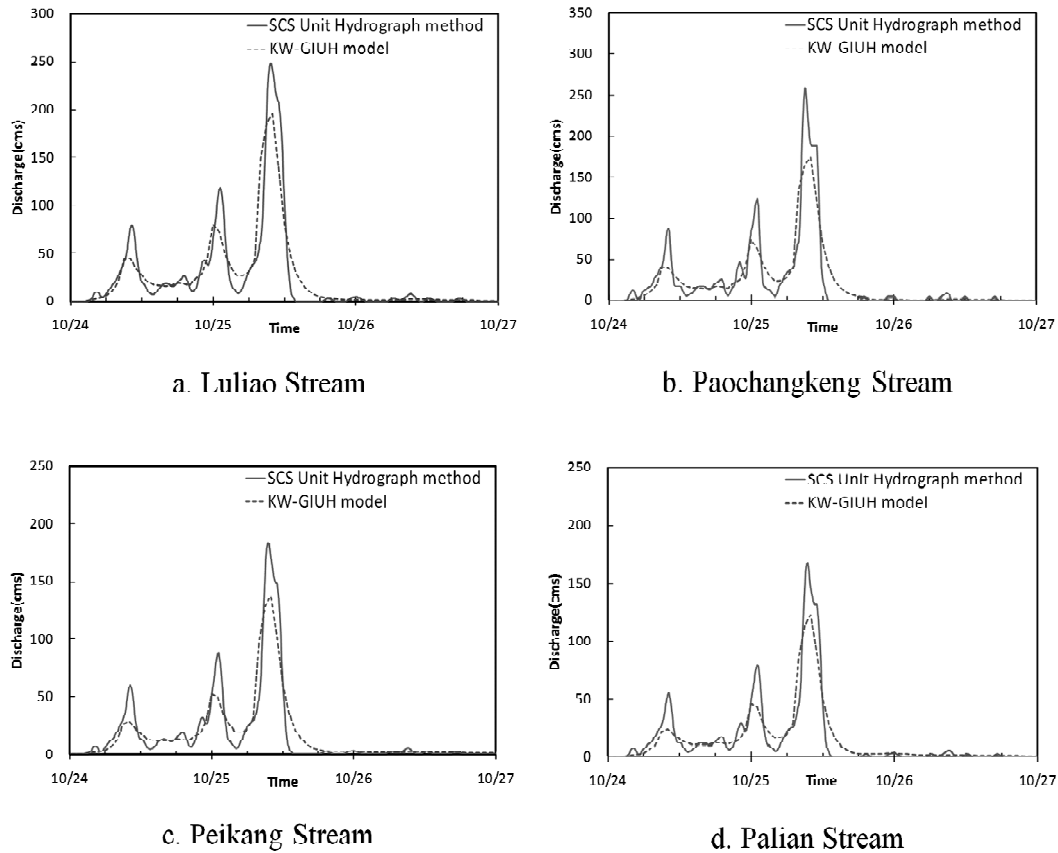 300
250
200
150
100
50
0
Discharge(cms)
SCS Unit Hydrograph method
KW-GIUH model
10/24
10/25
10/26
10/27
Time
a. Luliao Stream
350
300
250
200
150
100
50
0
Discharge(cms)
SCS Unit Hydrograph method
KW-GIUH model
10/24
10/25
10/26
10/27
Time
b. Paochangkeng Stream
250
200
150
100
50
0
Discharge(cms)
SCS Unit Hydrograph method
KW-GIUH model
10/24
10/25
10/26
10/27
Time
c. Peikang Stream
250
200
150
100
50
0
Discharge(cms)
SCS Unit Hydrograph method
KW-GIUH model
10/24
10/25
10/26
10/27
Time
d. Palian Stream